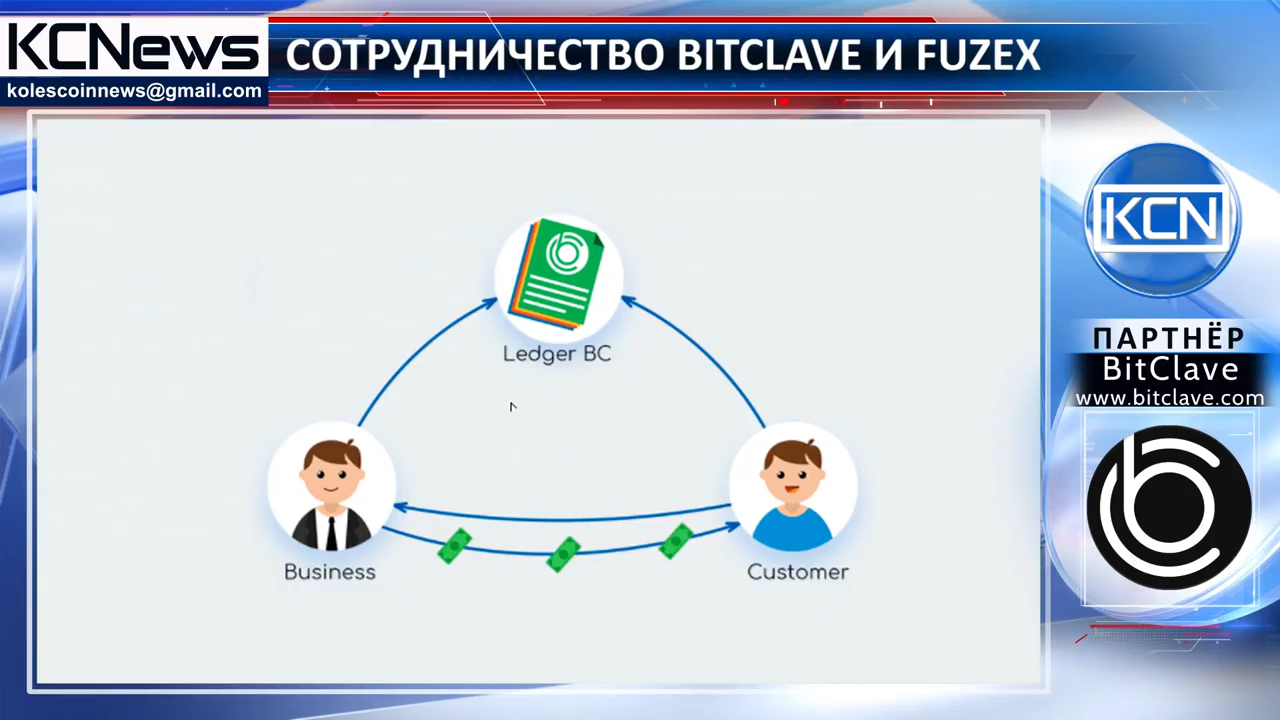 KCNews
kolescoinnews@gmail.com
СОТРУДНИЧЕСТВО BITCLAVE И FUZEX
Ledger BC
Business
Customer
KCN
ПАРТНЁР
BitClave
www.bitclave.com